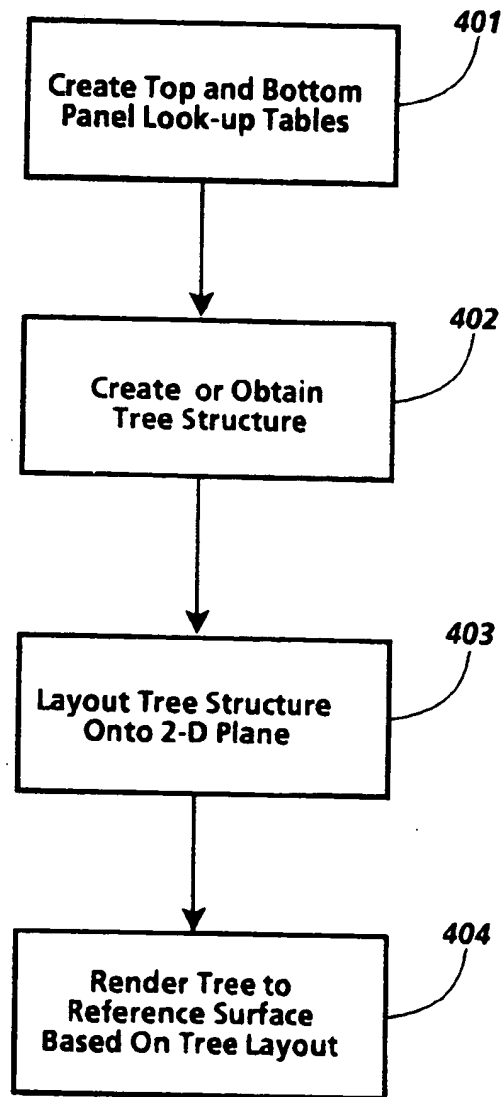 401
Create Top and Bottom
Panel Look-up Tables
402
Create or Obtain
Tree Structure
403
Layout Tree Structure
Onto 2-D Plane
404
Render Tree to
Reference Surface
Based On Tree Layout